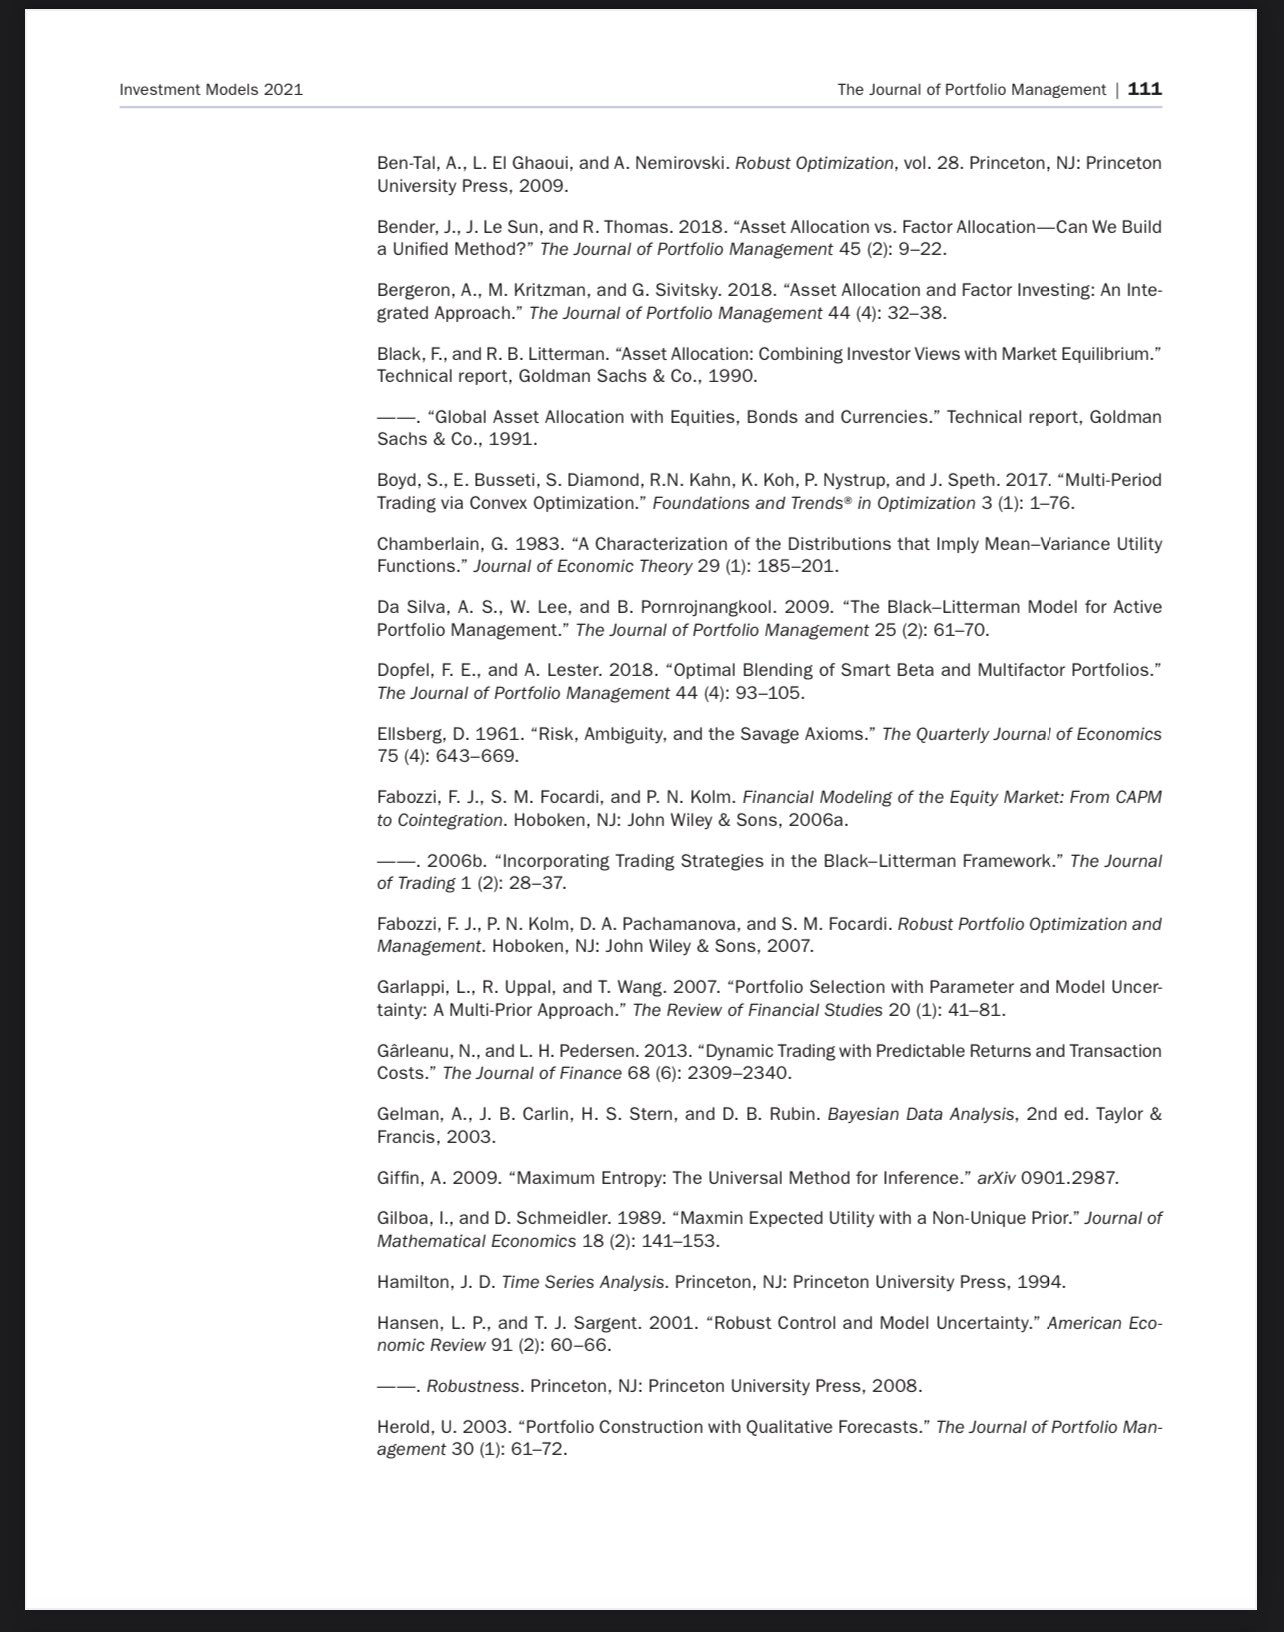 Investment Models 2021
The Journal of Portfolio Management | 111
Ben-Tal, A., L. El Ghaoui, and A. Nemirovski. Robust Optimization, vol. 28. Princeton, NJ: Princeton
University Press, 2009.
Bender, J., J. Le Sun, and R. Thomas. 2018. “Asset Allocation vs. Factor Allocation—Can We Build
a Unified Method?” The Journal of Portfolio Management 45 (2): 9–22.
Bergeron, A., M. Kritzman, and G. Sivitsky. 2018. “Asset Allocation and Factor Investing: An Inte-
grated Approach.” The Journal of Portfolio Management 44 (4): 32–38.
Black, F., and R. B. Litterman. “Asset Allocation: Combining Investor Views with Market Equilibrium.”
Technical report, Goldman Sachs & Co., 1990.
——. “Global Asset Allocation with Equities, Bonds and Currencies.” Technical report, Goldman
Sachs & Co., 1991.
Boyd, S., E. Busseti, S. Diamond, R.N. Kahn, K. Koh, P. Nystrup, and J. Speth. 2017. “Multi-Period
Trading via Convex Optimization.” Foundations and Trends® in Optimization 3 (1): 1–76.
Chamberlain, G. 1983. “A Characterization of the Distributions that Imply Mean–Variance Utility
Functions.” Journal of Economic Theory 29 (1): 185–201.
Da Silva, A. S., W. Lee, and B. Pornrojnangkool. 2009. “The Black–Litterman Model for Active
Portfolio Management.” The Journal of Portfolio Management 25 (2): 61–70.
Dopfel, F. E., and A. Lester. 2018. “Optimal Blending of Smart Beta and Multifactor Portfolios.”
The Journal of Portfolio Management 44 (4): 93–105.
Ellsberg, D. 1961. “Risk, Ambiguity, and the Savage Axioms.” The Quarterly Journal of Economics
75 (4): 643–669.
Fabozzi, F. J., S. M. Focardi, and P. N. Kolm. Financial Modeling of the Equity Market: From CAPM
to Cointegration. Hoboken, NJ: John Wiley & Sons, 2006a.
——. 2006b. “Incorporating Trading Strategies in the Black–Litterman Framework.” The Journal
of Trading 1 (2): 28–37.
Fabozzi, F. J., P. N. Kolm, D. A. Pachamanova, and S. M. Focardi. Robust Portfolio Optimization and
Management. Hoboken, NJ: John Wiley & Sons, 2007.
Garlappi, L., R. Uppal, and T. Wang. 2007. “Portfolio Selection with Parameter and Model Uncer-
tainty: A Multi-Prior Approach.” The Review of Financial Studies 20 (1): 41–81.
Gârleanu, N., and L. H. Pedersen. 2013. “Dynamic Trading with Predictable Returns and Transaction
Costs.” The Journal of Finance 68 (6): 2309–2340.
Gelman, A., J. B. Carlin, H. S. Stern, and D. B. Rubin. Bayesian Data Analysis, 2nd ed. Taylor &
Francis, 2003.
Giffin, A. 2009. “Maximum Entropy: The Universal Method for Inference.” arXiv 0901.2987.
Gilboa, I., and D. Schmeidler. 1989. “Maxmin Expected Utility with a Non-Unique Prior.” Journal of
Mathematical Economics 18 (2): 141–153.
Hamilton, J. D. Time Series Analysis. Princeton, NJ: Princeton University Press, 1994.
Hansen, L. P., and T. J. Sargent. 2001. “Robust Control and Model Uncertainty.” American Eco-
nomic Review 91 (2): 60–66.
——. Robustness. Princeton, NJ: Princeton University Press, 2008.
Herold, U. 2003. “Portfolio Construction with Qualitative Forecasts.” The Journal of Portfolio Man-
agement 30 (1): 61–72.